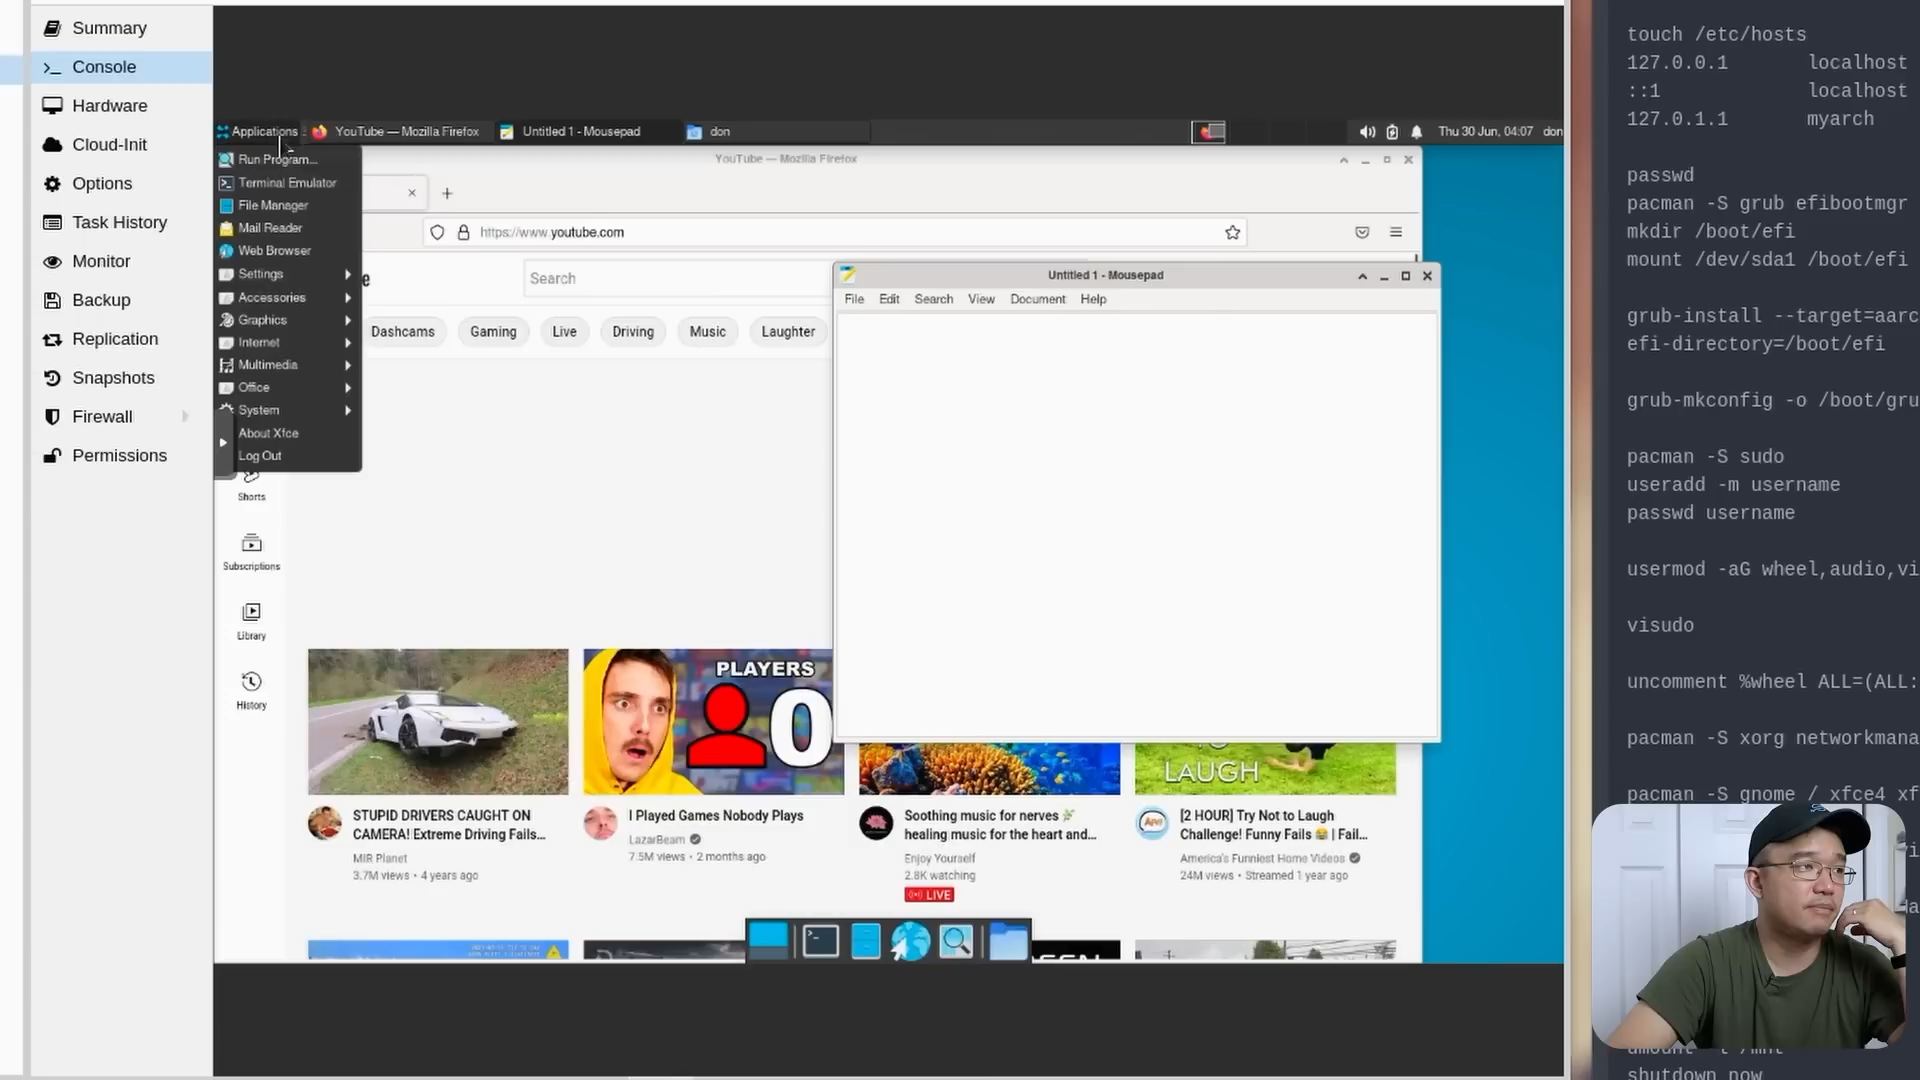 Summary
Console
Hardware
Cloud-Init
Options
Task History
Monitor
Backup
Replication
Snapshots
Firewall
Permissions
Applications
YouTube — Mozilla Firefox
Untitled 1 - Mousepad
don
Thu 30 Jun, 04:07 don
Run Program...
Terminal Emulator
File Manager
Mail Reader
Web Browser
Settings
Accessories
Graphics
Internet
Multimedia
Office
System
About Xfce
Log Out
YouTube — Mozilla Firefox
https://www.youtube.com
Search
Dashcams
Gaming
Live
Driving
Music
Laughter
Untitled 1 - Mousepad
File Edit Search View Document Help
Shorts
Subscriptions
Library
History
PLAYERS
0
LAUGH
STUPID DRIVERS CAUGHT ON
CAMERA! Extreme Driving Fails...
MIR Planet
3.7M views • 4 years ago
I Played Games Nobody Plays
LazarBeam
7.5M views • 2 months ago
Soothing music for nerves 🌿
healing music for the heart and...
Enjoy Yourself
2.8K watching
LIVE
[2 HOUR] Try Not to Laugh
Challenge! Funny Fails 😂 | Fail...
America's Funniest Home Videos
24M views • Streamed 1 year ago
touch /etc/hosts
127.0.0.1 localhost
::1 localhost
127.0.1.1 myarch
passwd
pacman -S grub efibootmgr
mkdir /boot/efi
mount /dev/sda1 /boot/efi
grub-install --target=aarc
efi-directory=/boot/efi
grub-mkconfig -o /boot/gru
pacman -S sudo
useradd -m username
passwd username
usermod -aG wheel,audio,vi
visudo
uncomment %wheel ALL=(ALL:
pacman -S xorg networkmana
pacman -S gnome / xfce4 xf
shutdown now